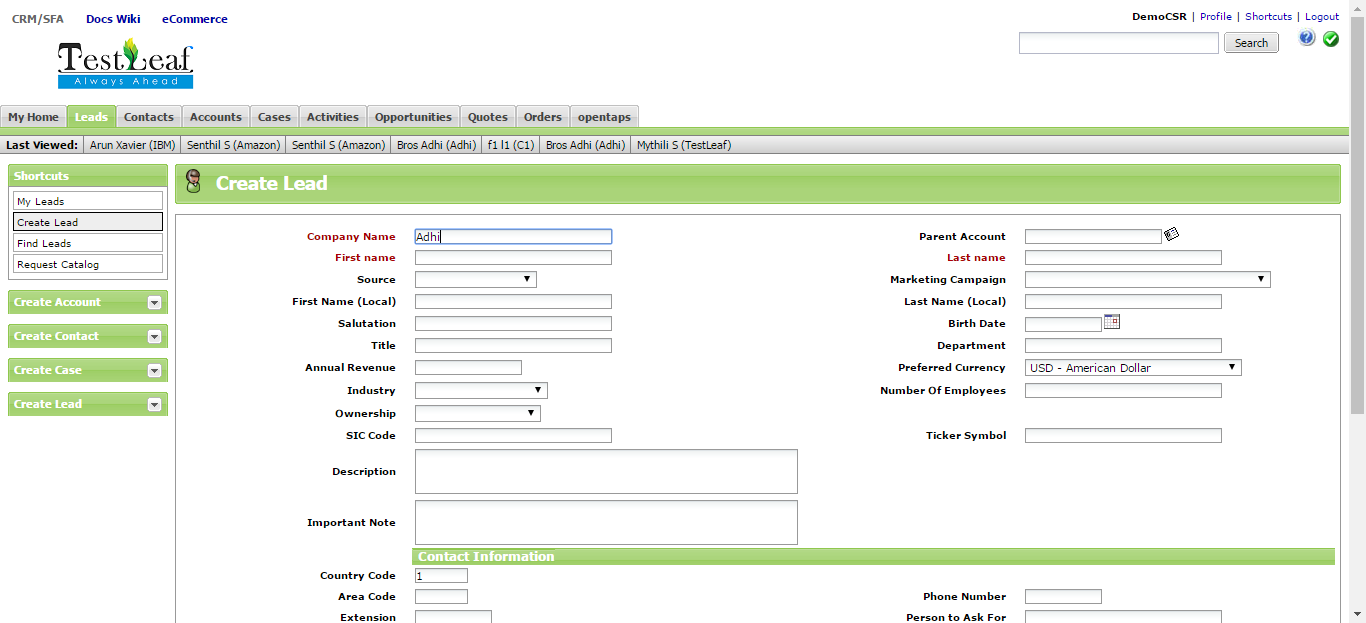 CRM/SFA Docs Wiki eCommerce
DemoCSR | Profile | Shortcuts | Logout
TestLeaf
Always Ahead
Search
My Home Leads Contacts Accounts Cases Activities Opportunities Quotes Orders opentaps
Last Viewed: Arun Xavier (IBM) Senthil S (Amazon) Senthil S (Amazon) Bros Adhi (Adhi) f1 l1 (C1) Bros Adhi (Adhi) Mythili S (TestLeaf)
Shortcuts
My Leads
Create Lead
Find Leads
Request Catalog
Create Account
Create Contact
Create Case
Create Lead
Create Lead
Company Name Adhi Parent Account
First name Last name
Source Marketing Campaign
First Name (Local) Last Name (Local)
Salutation Birth Date
Title Department
Annual Revenue Preferred Currency USD - American Dollar
Industry Number Of Employees
Ownership
SIC Code Ticker Symbol
Description
Important Note
Contact Information
Country Code 1
Area Code Phone Number
Extension Person to Ask For